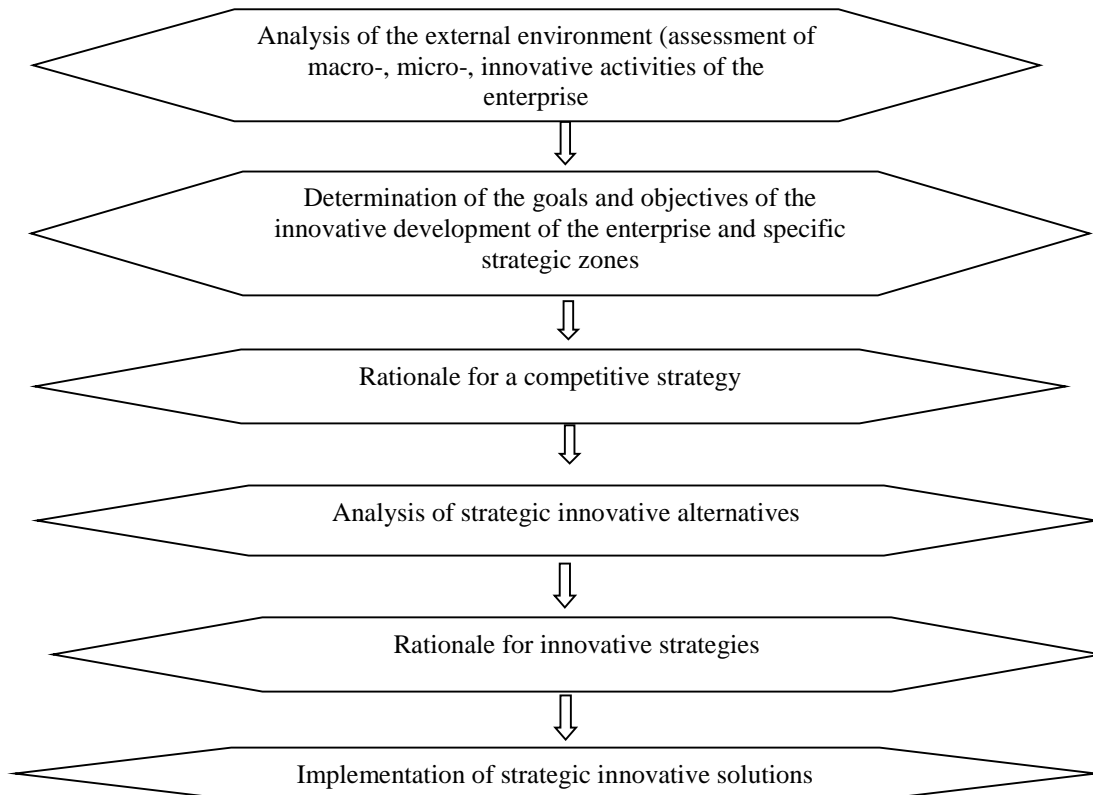 Analysis of the external environment (assessment of
macro-, micro-, innovative activities of the
enterprise
Determination of the goals and objectives of the
innovative development of the enterprise and specific
strategic zones
Rationale for a competitive strategy
Analysis of strategic innovative alternatives
Rationale for innovative strategies
Implementation of strategic innovative solutions